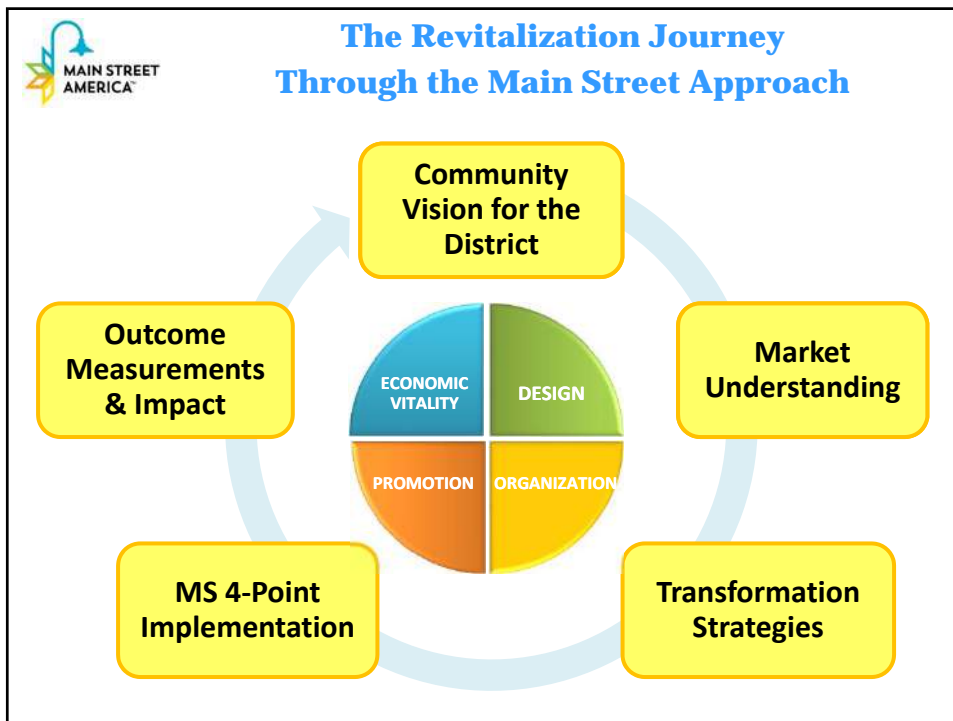 MAIN STREET
AMERICA™
The Revitalization Journey
Through the Main Street Approach
Community
Vision for the
District
Market
Understanding
Transformation
Strategies
MS 4-Point
Implementation
Outcome
Measurements
& Impact
ECONOMIC
VITALITY
DESIGN
PROMOTION
ORGANIZATION